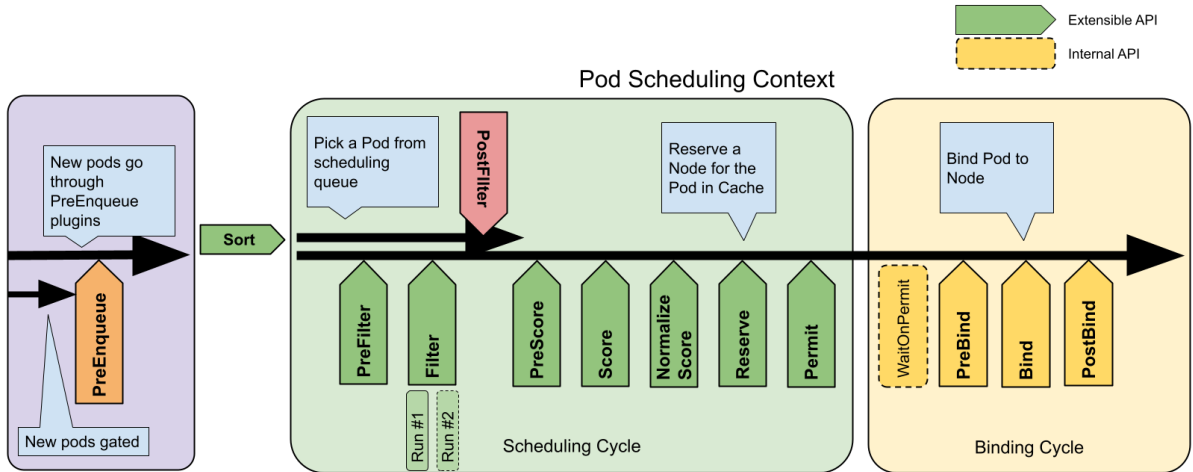 Extensible API
Internal API
Pod Scheduling Context
New pods go
through
PreEnqueue
plugins
PreEnqueue
New pods gated
Sort
Pick a Pod from
scheduling
queue
PostFIlter
Reserve a
Node for the
Pod in Cache
PreFilter
Filter
Run #1
Run #2
PreScore
Score
Normalize
Score
Reserve
Permit
Scheduling Cycle
Bind Pod to
Node
WaitOnPermit
PreBind
Bind
PostBind
Binding Cycle